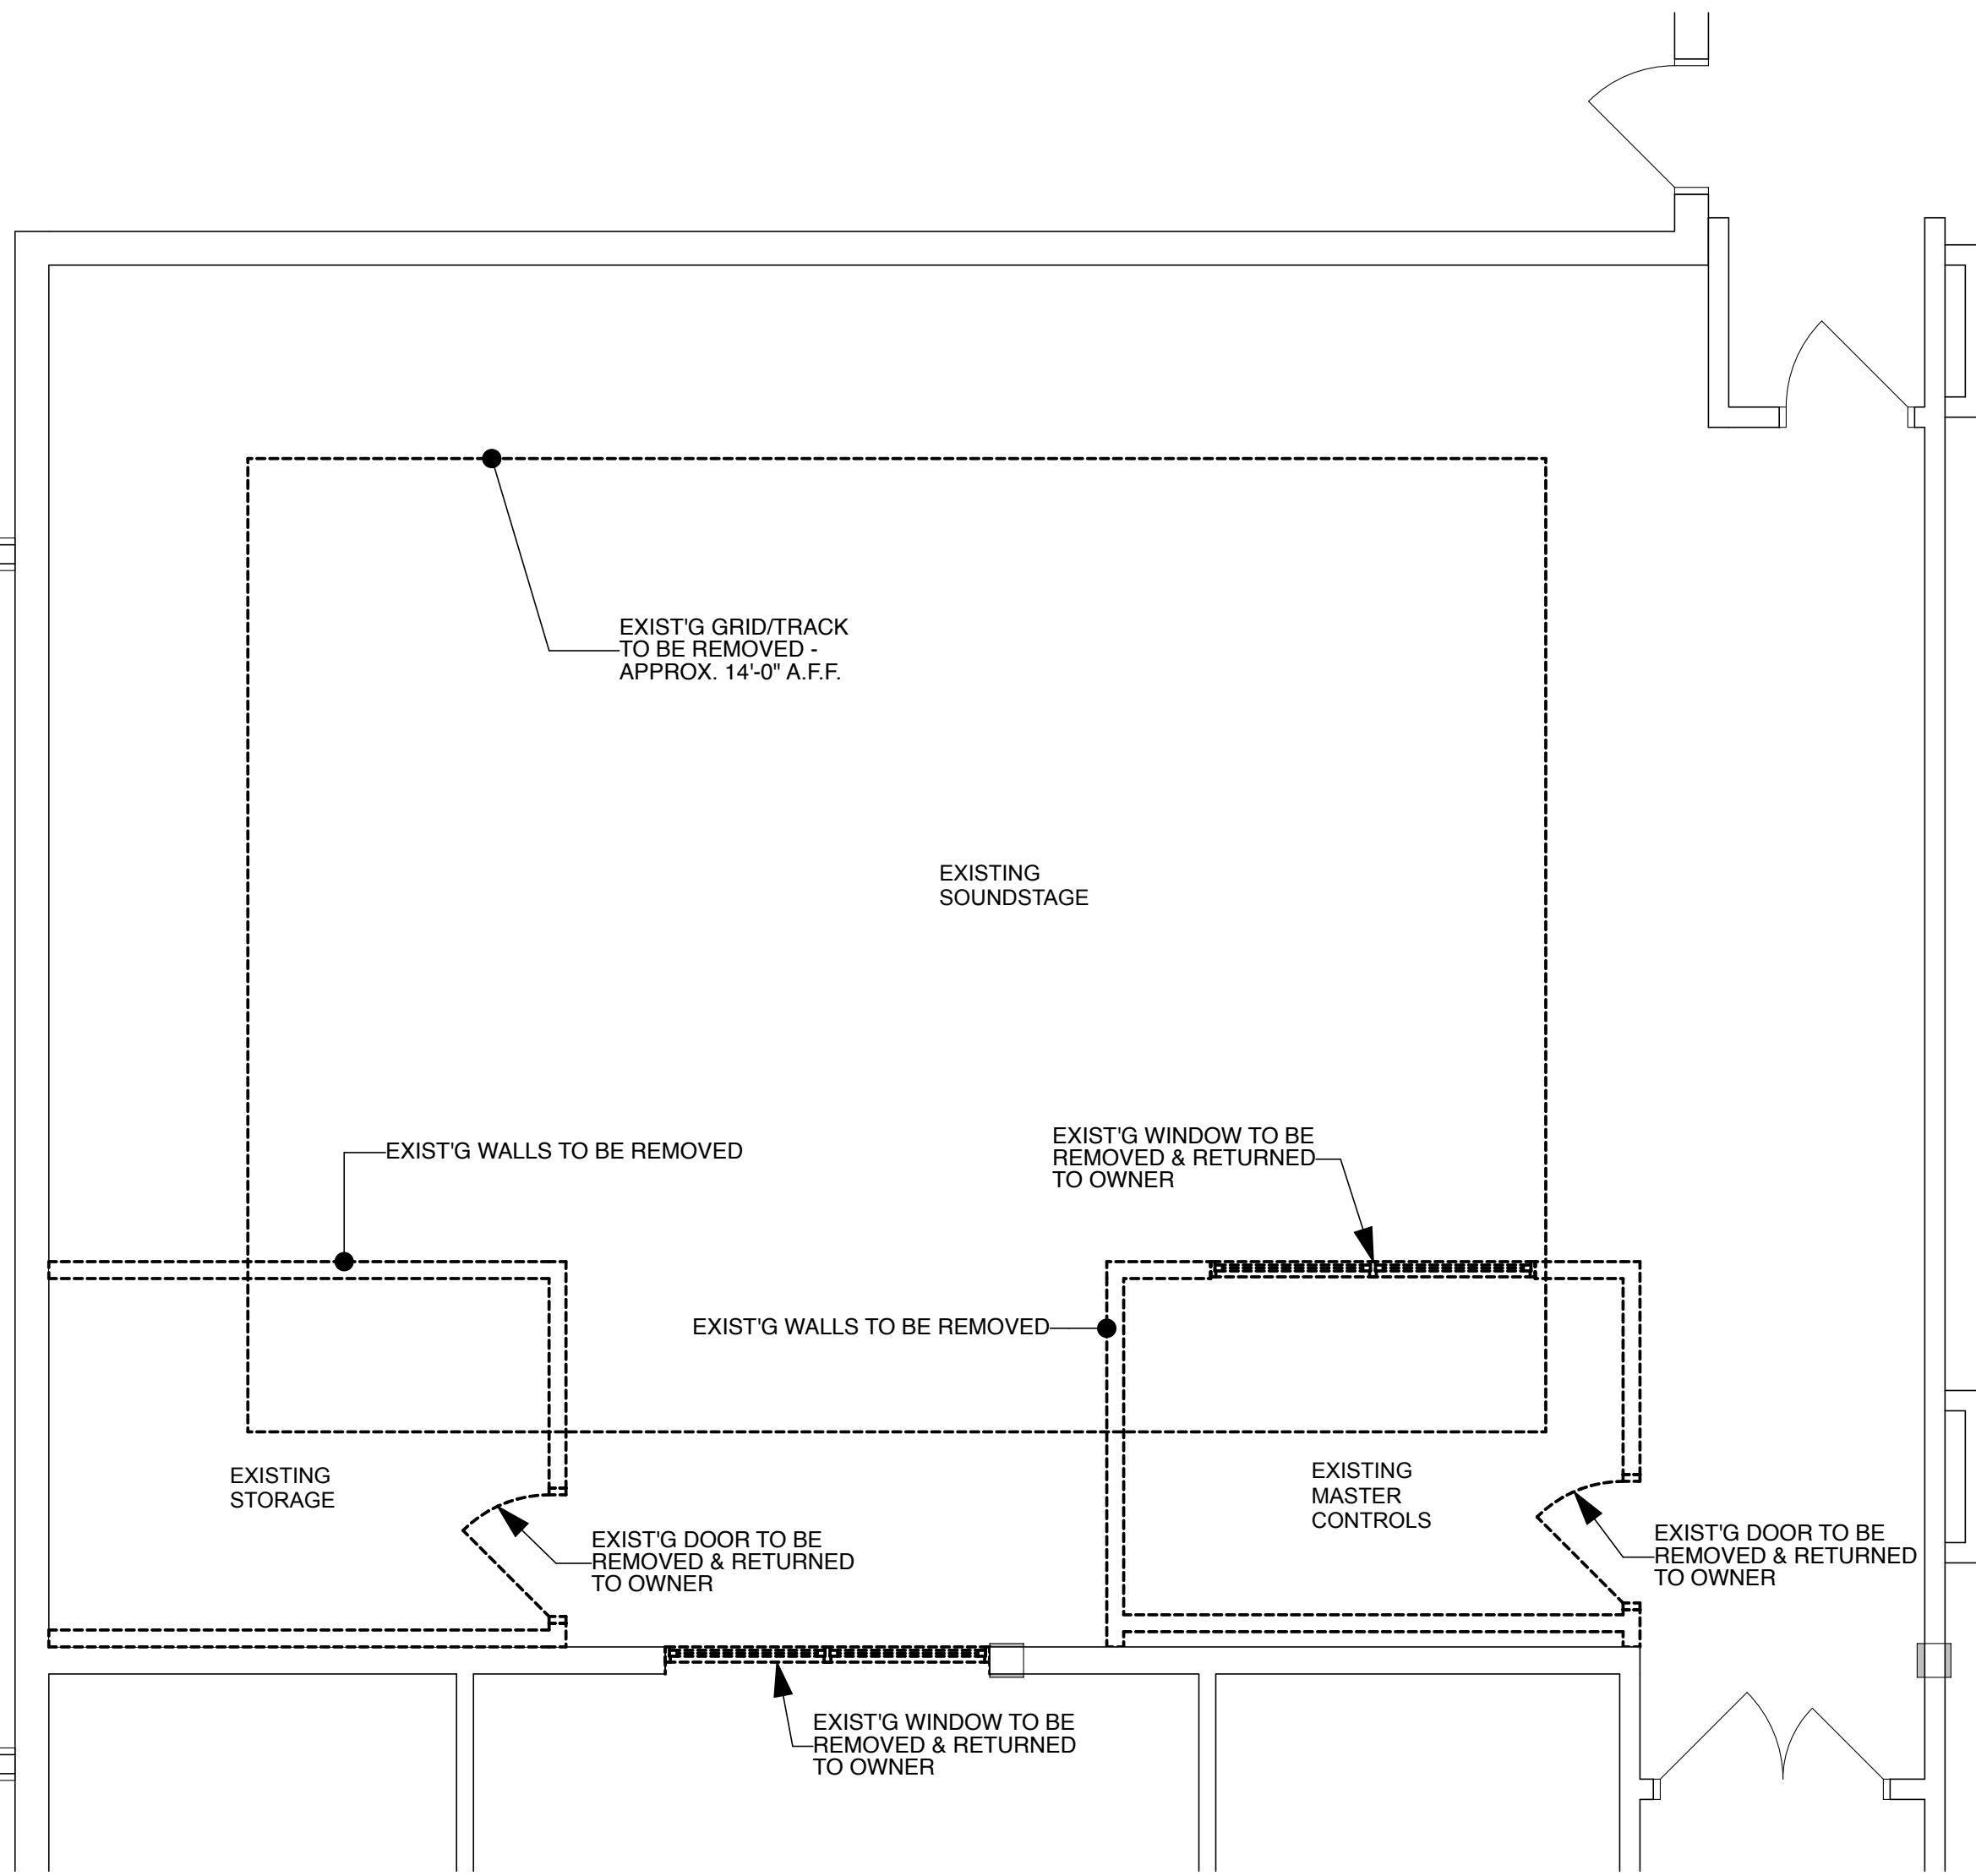 EXIST'G GRID/TRACK
TO BE REMOVED -
APPROX. 14'-0" A.F.F.
EXISTING
SOUNDSTAGE
EXIST'G WALLS TO BE REMOVED
EXIST'G WINDOW TO BE
REMOVED & RETURNED
TO OWNER
EXIST'G WALLS TO BE REMOVED
EXISTING
STORAGE
EXISTING
MASTER
CONTROLS
EXIST'G DOOR TO BE
REMOVED & RETURNED
TO OWNER
EXIST'G DOOR TO BE
REMOVED & RETURNED
TO OWNER
EXIST'G WINDOW TO BE
REMOVED & RETURNED
TO OWNER